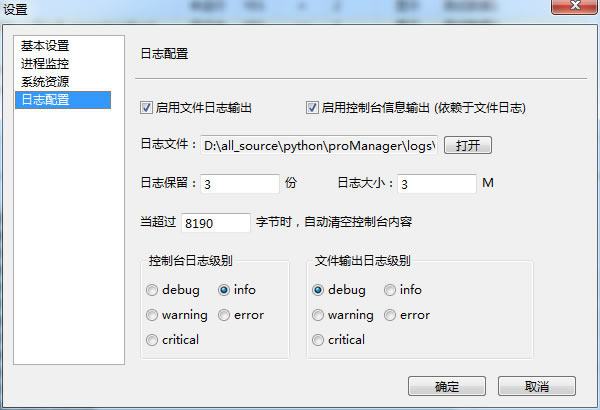 设置
基本设置
进程监控
系统资源
日志配置
日志配置
启用文件日志输出 启用控制台信息输出 (依赖于文件日志)
日志文件： D:\all_source\python\proManager\logs\ 打开
日志保留： 3 份 日志大小： 3 M
当超过 8190 字节时，自动清空控制台内容
控制台日志级别 文件输出日志级别
debug info debug info
warning error warning error
critical critical
确定 取消